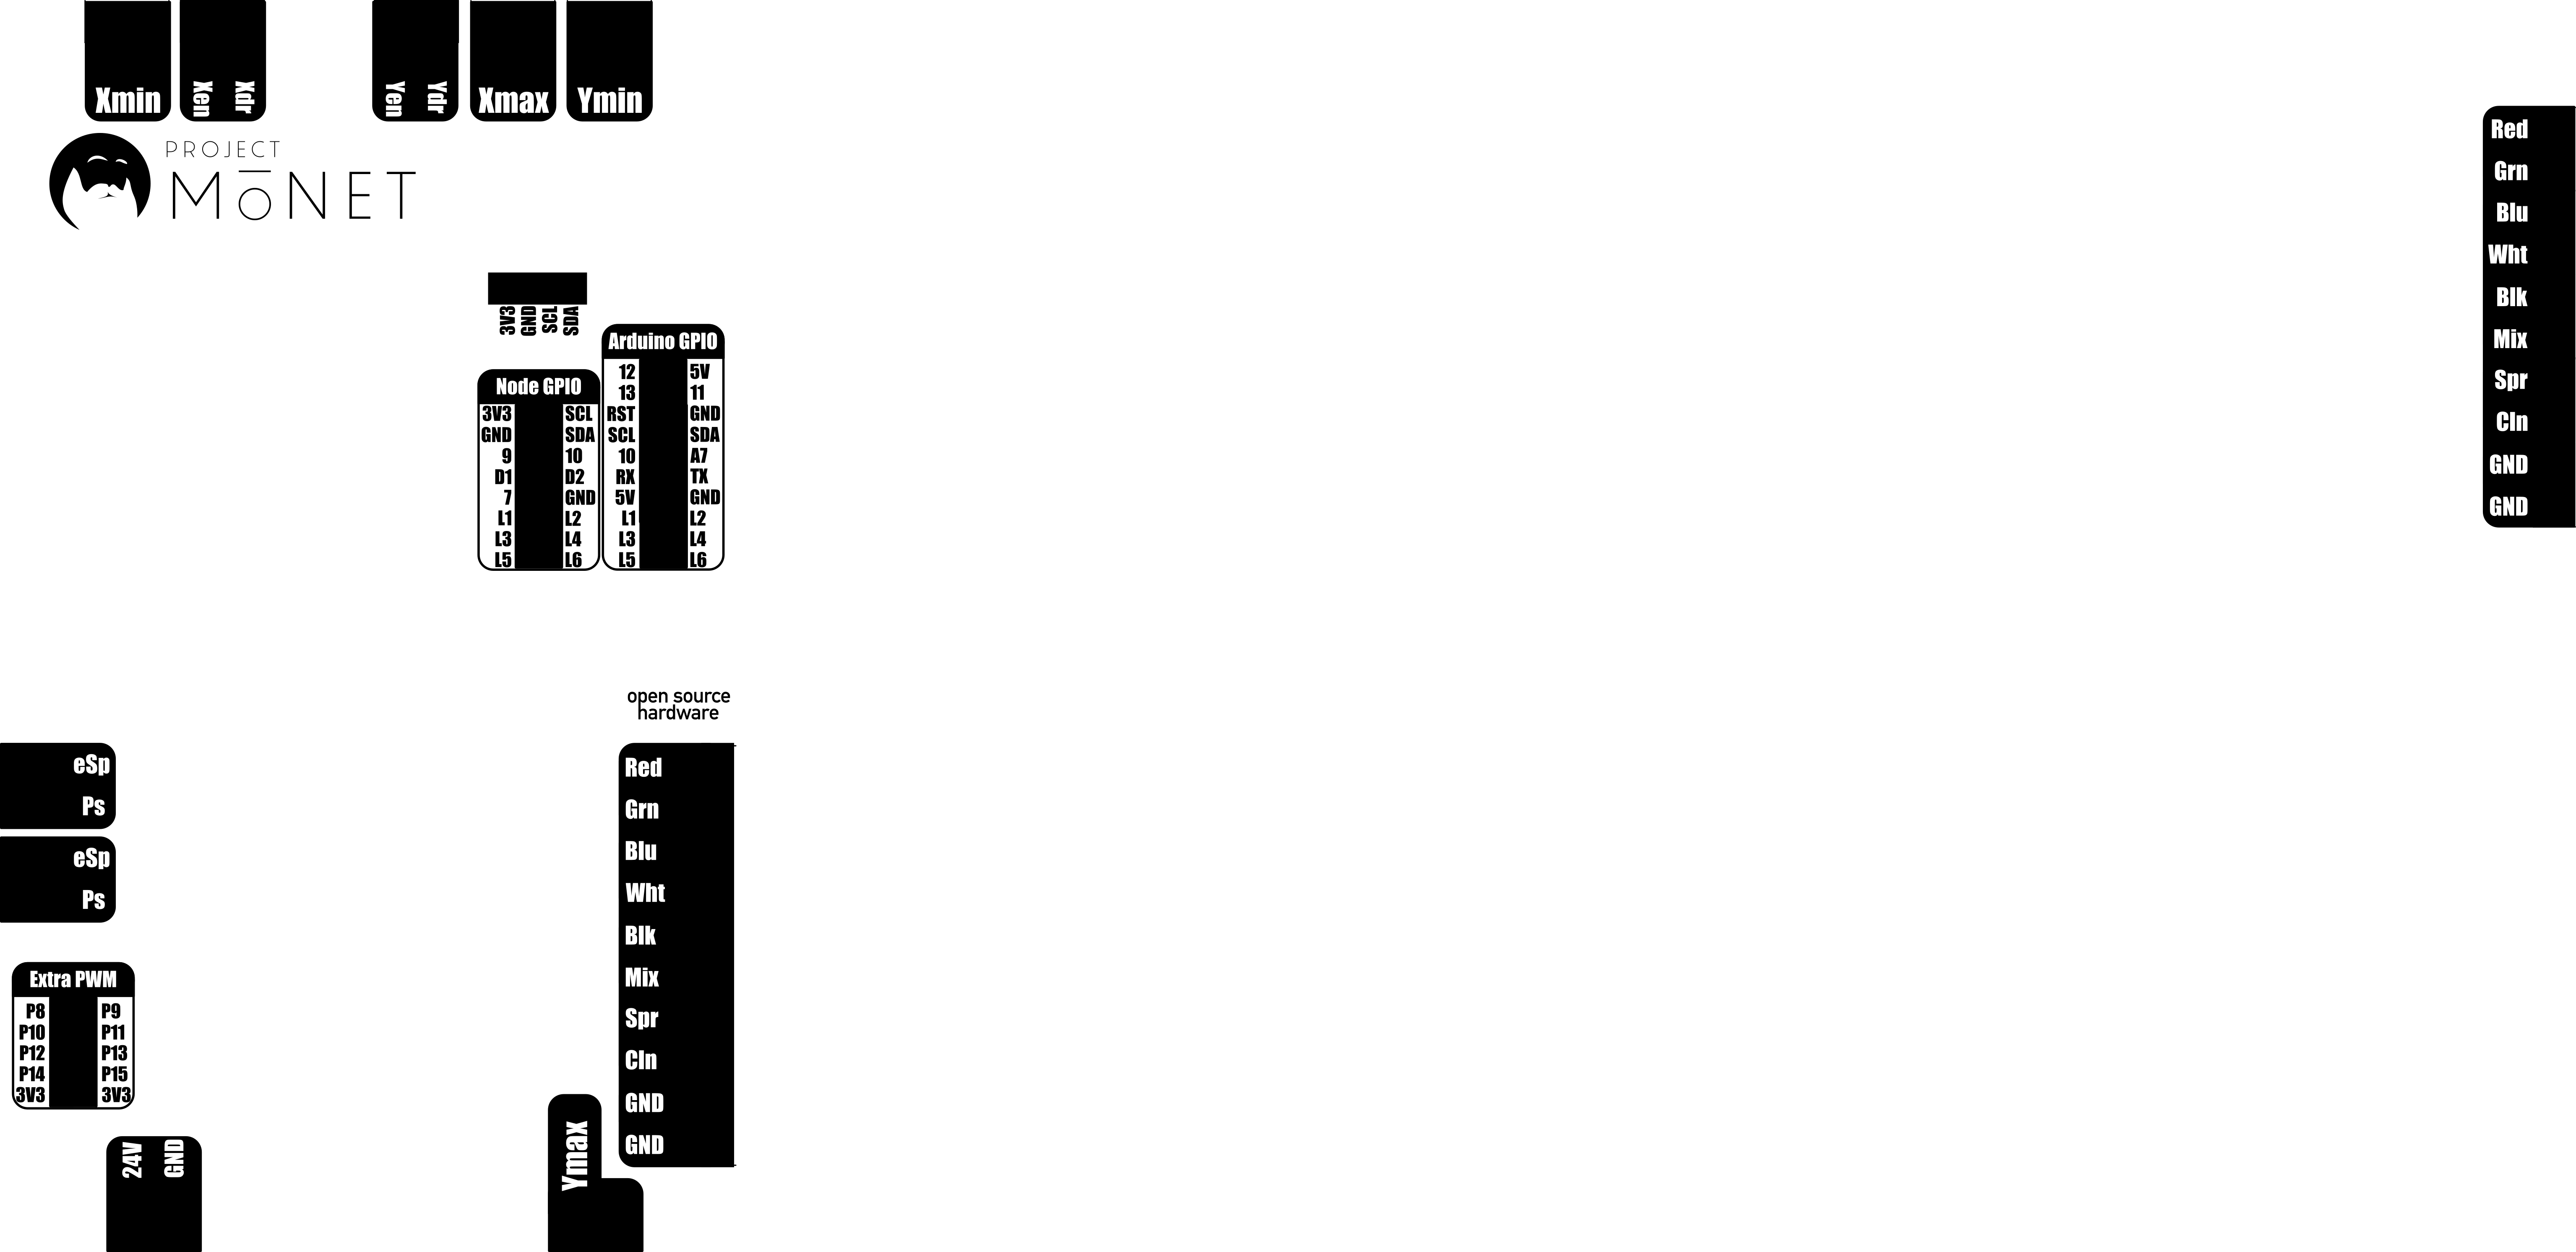 Xmin
Xen
Xdr
Yen
Ydr
Xmax
Ymin
PROJECT
MōNET
3V3
GND
SCL
SDA
Node GPIO
3V3 SCL
GND SDA
9 10
D1 D2
7 GND
L1 L2
L3 L4
L5 L6
Arduino GPIO
12 5V
13 11
RST GND
SCL SDA
10 A7
RX TX
5V GND
L1 L2
L3 L4
L5 L6
Red
Grn
Blu
Wht
Blk
Mix
Spr
Cln
GND
GND
open source
hardware
eSp
Ps
eSp
Ps
Extra PWM
P8 P9
P10 P11
P12 P13
P14 P15
3V3 3V3
24V
GND
Ymax
Red
Grn
Blu
Wht
Blk
Mix
Spr
Cln
GND
GND